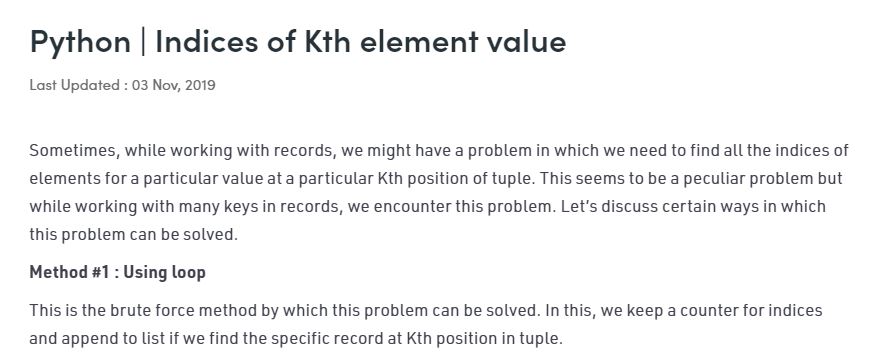 Python | Indices of Kth element value
Last Updated : 03 Nov, 2019
Sometimes, while working with records, we might have a problem in which we need to find all the indices of
elements for a particular value at a particular Kth position of tuple. This seems to be a peculiar problem but
while working with many keys in records, we encounter this problem. Let’s discuss certain ways in which
this problem can be solved.
Method #1 : Using loop
This is the brute force method by which this problem can be solved. In this, we keep a counter for indices
and append to list if we find the specific record at Kth position in tuple.